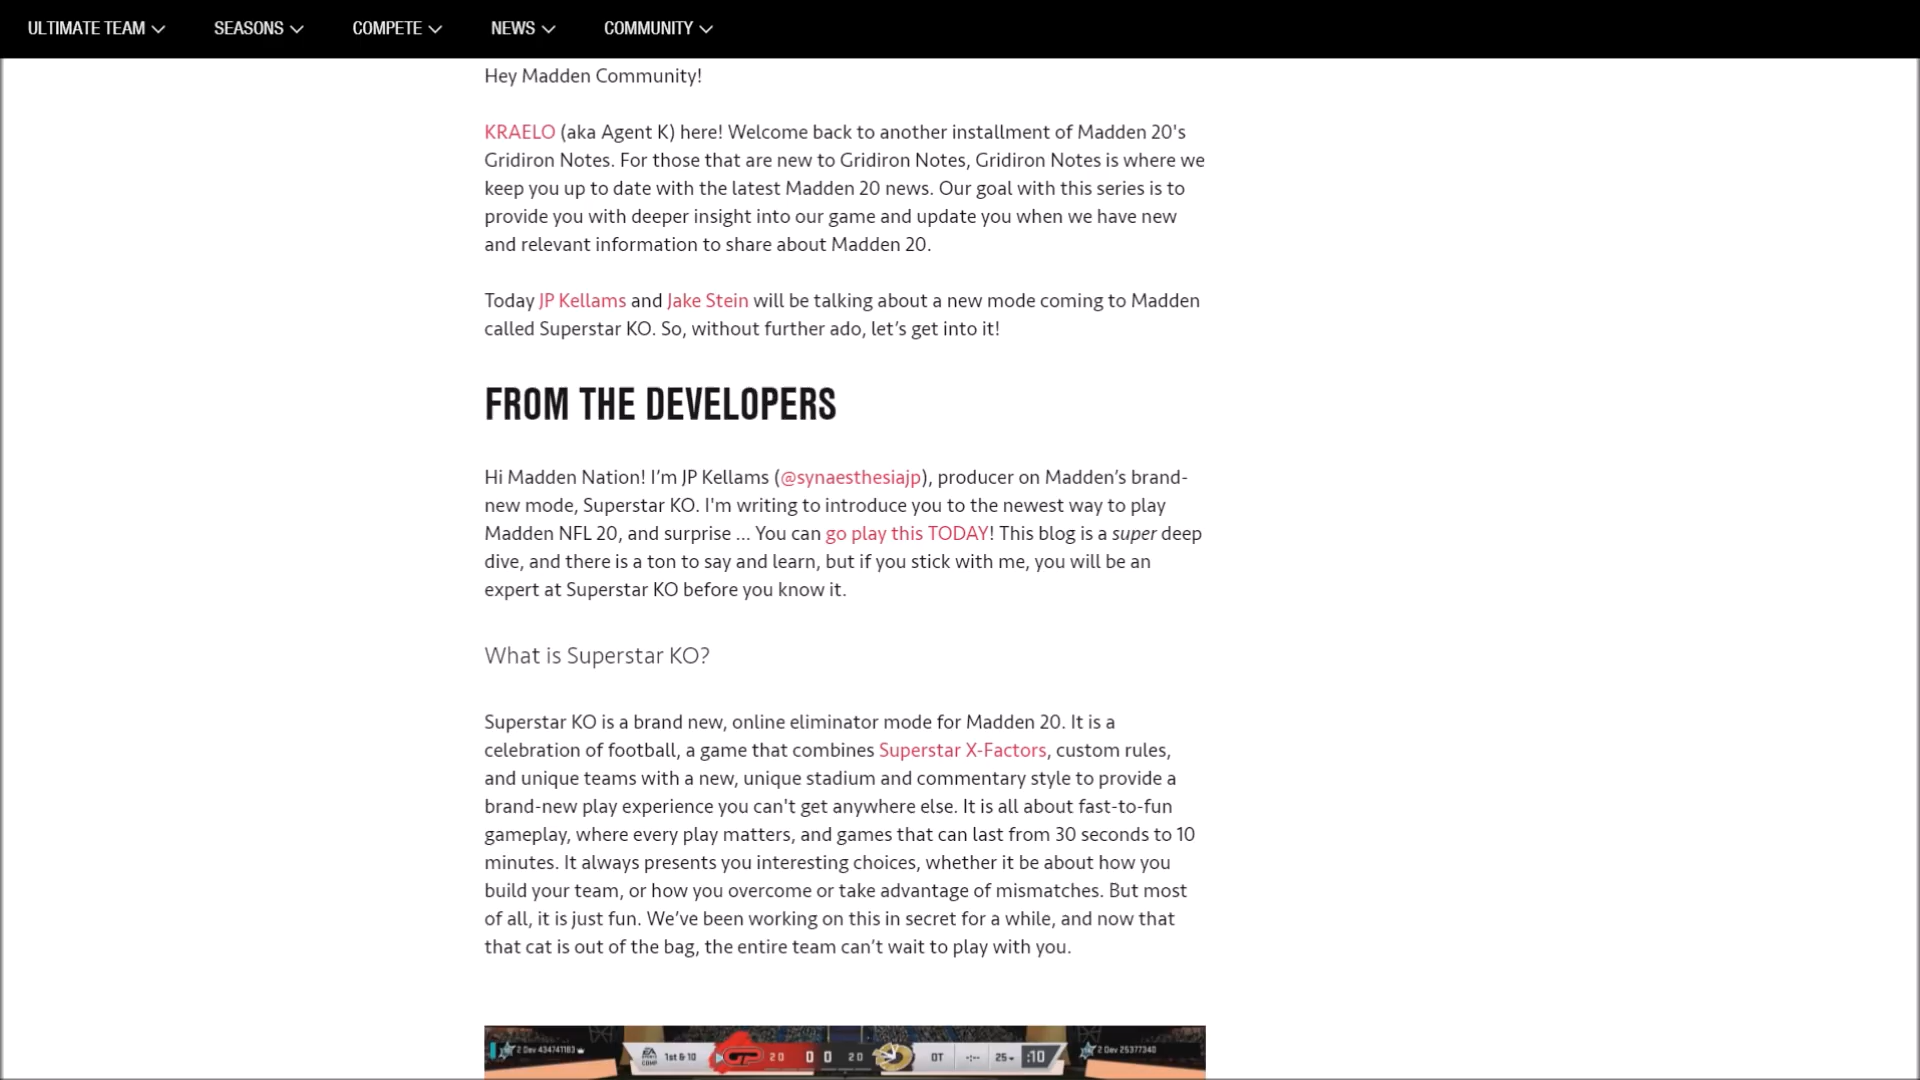 ULTIMATE TEAM SEASONS COMPETE NEWS COMMUNITY
Hey Madden Community!
KRAELO (aka Agent K) here! Welcome back to another installment of Madden 20's
Gridiron Notes. For those that are new to Gridiron Notes, Gridiron Notes is where we
keep you up to date with the latest Madden 20 news. Our goal with this series is to
provide you with deeper insight into our game and update you when we have new
and relevant information to share about Madden 20.
Today JP Kellams and Jake Stein will be talking about a new mode coming to Madden
called Superstar KO. So, without further ado, let’s get into it!
FROM THE DEVELOPERS
Hi Madden Nation! I’m JP Kellams (@synaesthesiajp), producer on Madden’s brand-
new mode, Superstar KO. I'm writing to introduce you to the newest way to play
Madden NFL 20, and surprise ... You can go play this TODAY! This blog is a super deep
dive, and there is a ton to say and learn, but if you stick with me, you will be an
expert at Superstar KO before you know it.
What is Superstar KO?
Superstar KO is a brand new, online eliminator mode for Madden 20. It is a
celebration of football, a game that combines Superstar X-Factors, custom rules,
and unique teams with a new, unique stadium and commentary style to provide a
brand-new play experience you can't get anywhere else. It is all about fast-to-fun
gameplay, where every play matters, and games that can last from 30 seconds to 10
minutes. It always presents you interesting choices, whether it be about how you
build your team, or how you overcome or take advantage of mismatches. But most
of all, it is just fun. We’ve been working on this in secret for a while, and now that
that cat is out of the bag, the entire team can’t wait to play with you.
2 Dev 434741183 1st & 10 20 0 0 20 OT -:-- 25 :10 2 Dev 25377340